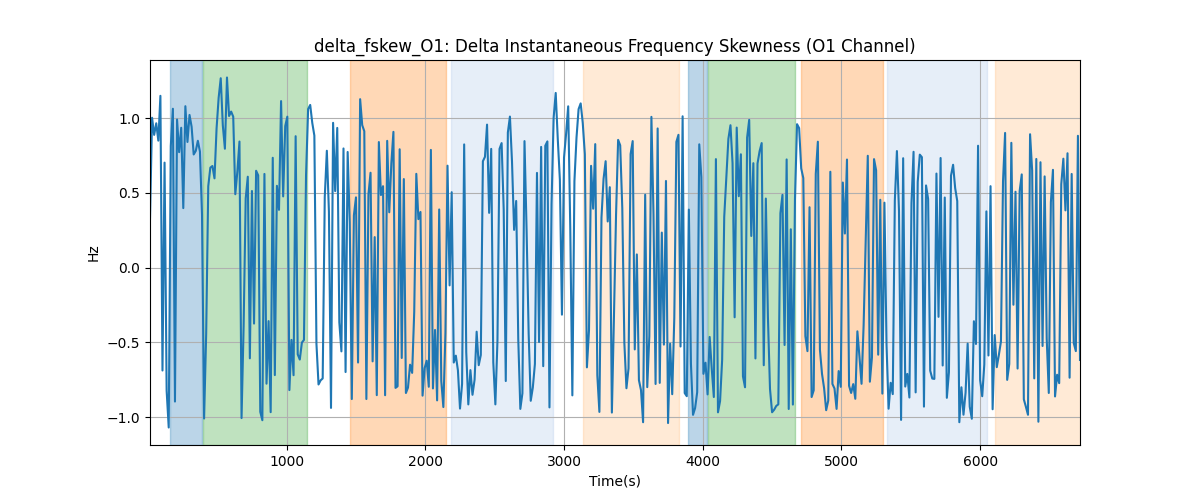 delta_fskew_O1: Delta Instantaneous Frequency Skewness (O1 Channel)
1.0
0.5
0.0
−0.5
−1.0
Hz
1000 2000 3000 4000 5000 6000
Time(s)